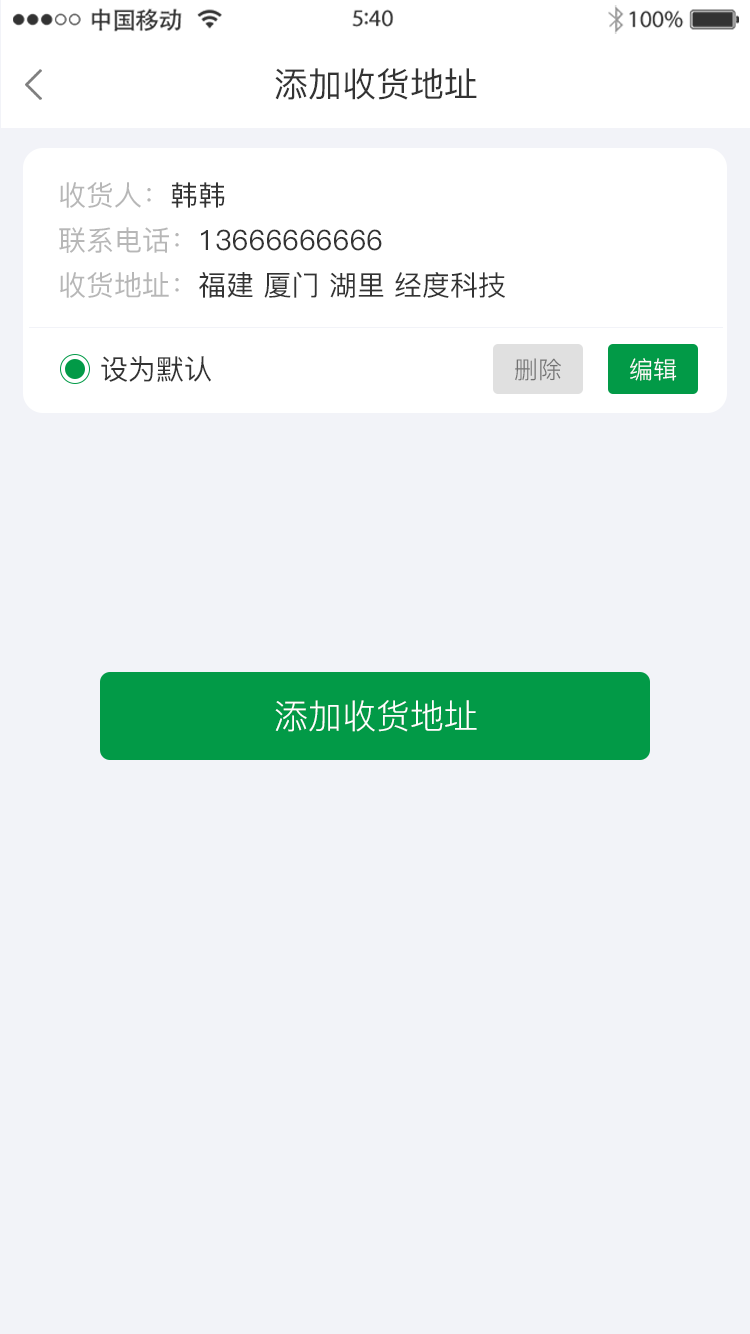 中国移动 5:40 100%
添加收货地址
收货人：韩韩
联系电话：13666666666
收货地址：福建 厦门 湖里 经度科技
设为默认 删除 编辑
添加收货地址